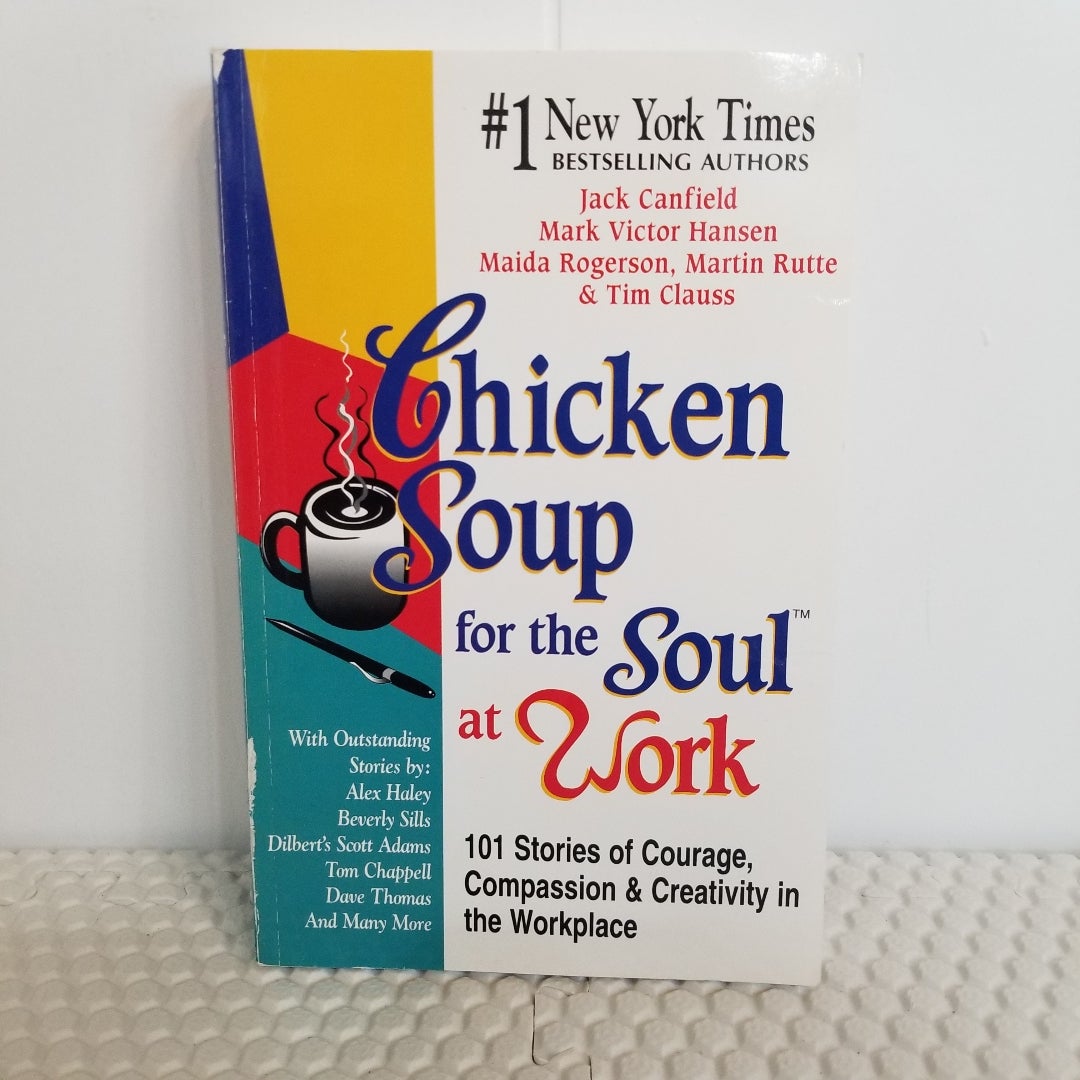 #1 New York Times
BESTSELLING AUTHORS
Jack Canfield
Mark Victor Hansen
Maida Rogerson, Martin Rutte
& Tim Clauss
Chicken
Soup
for the Soul™
at Work
With Outstanding
Stories by:
Alex Haley
Beverly Sills
Dilbert's Scott Adams
Tom Chappell
Dave Thomas
And Many More
101 Stories of Courage,
Compassion & Creativity in
the Workplace